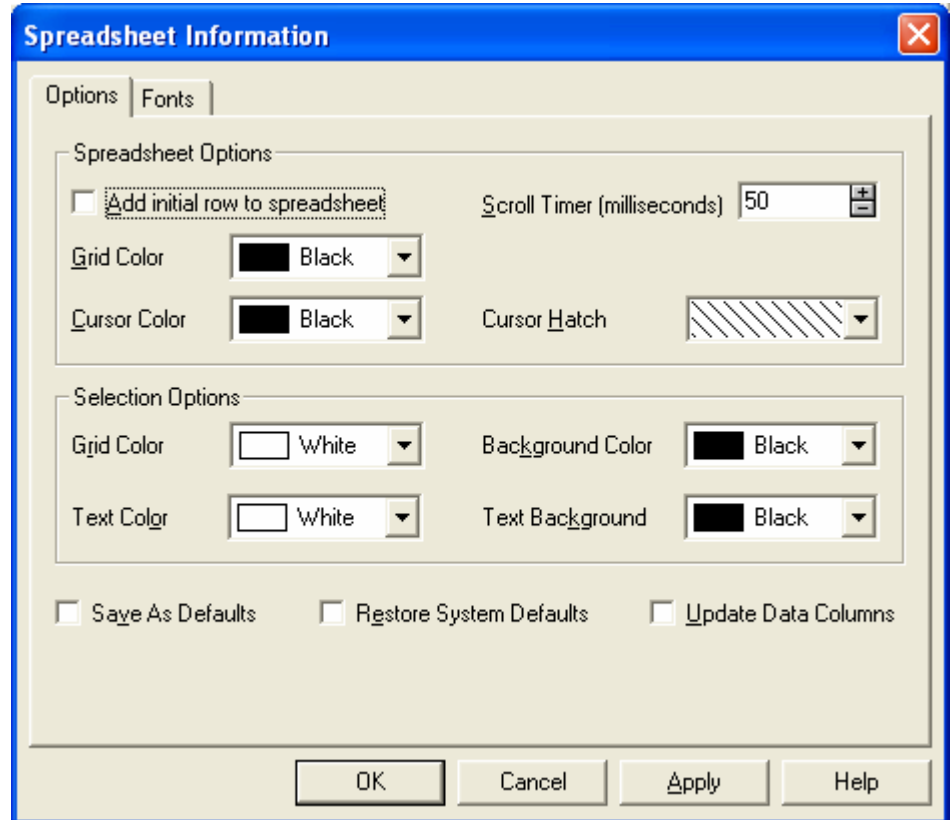 Spreadsheet Information
Options Fonts
Spreadsheet Options
Add initial row to spreadsheet Scroll Timer (milliseconds) 50
Grid Color Black
Cursor Color Black Cursor Hatch
Selection Options
Grid Color White Background Color Black
Text Color White Text Background Black
Save As Defaults Restore System Defaults Update Data Columns
OK Cancel Apply Help